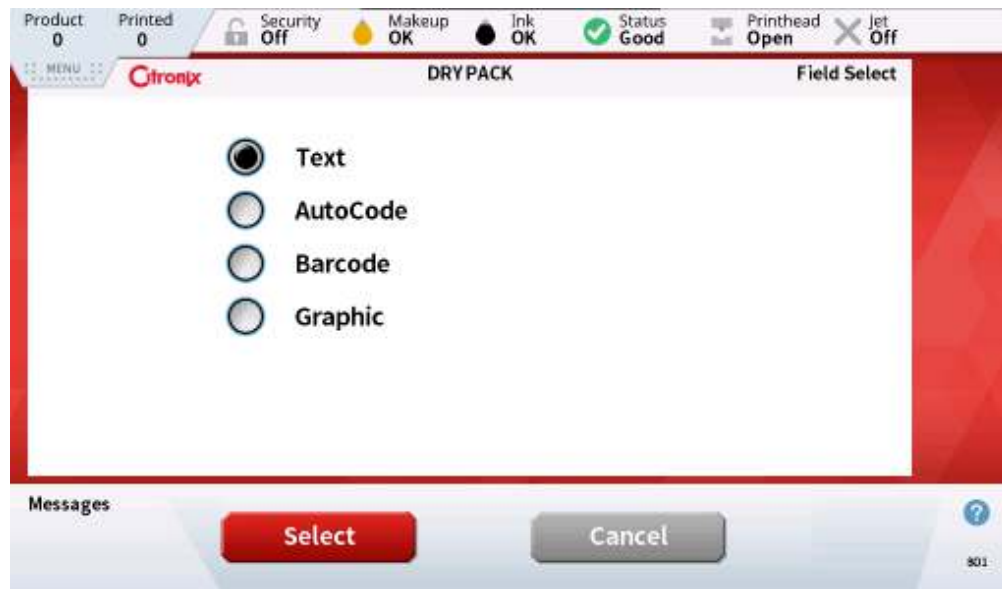 Product Printed Security Makeup Ink Status Printhead Jet
0 0 Off OK OK Good Open Off
MENU Citronix DRYPACK Field Select
Text
AutoCode
Barcode
Graphic
Messages
Select Cancel
?
801